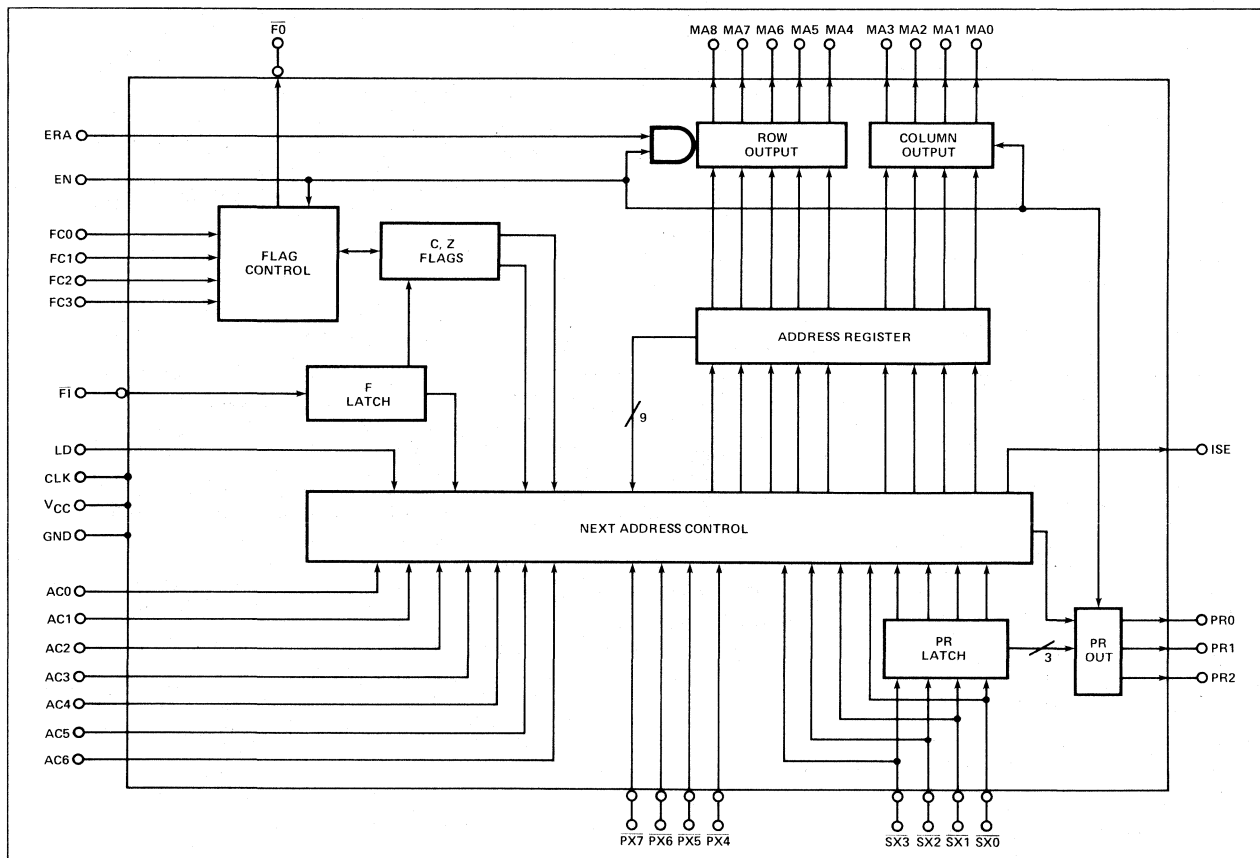 F0
MA8 MA7 MA6 MA5 MA4 MA3 MA2 MA1 MA0
ERA
ROW
OUTPUT
COLUMN
OUTPUT
EN
FC0
FC1
FC2
FC3
FLAG
CONTROL
C, Z
FLAGS
ADDRESS REGISTER
FI
F
LATCH
9
LD
ISE
CLK
VCC
GND
NEXT ADDRESS CONTROL
AC0
AC1
AC2
AC3
AC4
AC5
AC6
PR
LATCH
3
PR
OUT
PR0
PR1
PR2
PX7 PX6 PX5 PX4 SX3 SX2 SX1 SX0